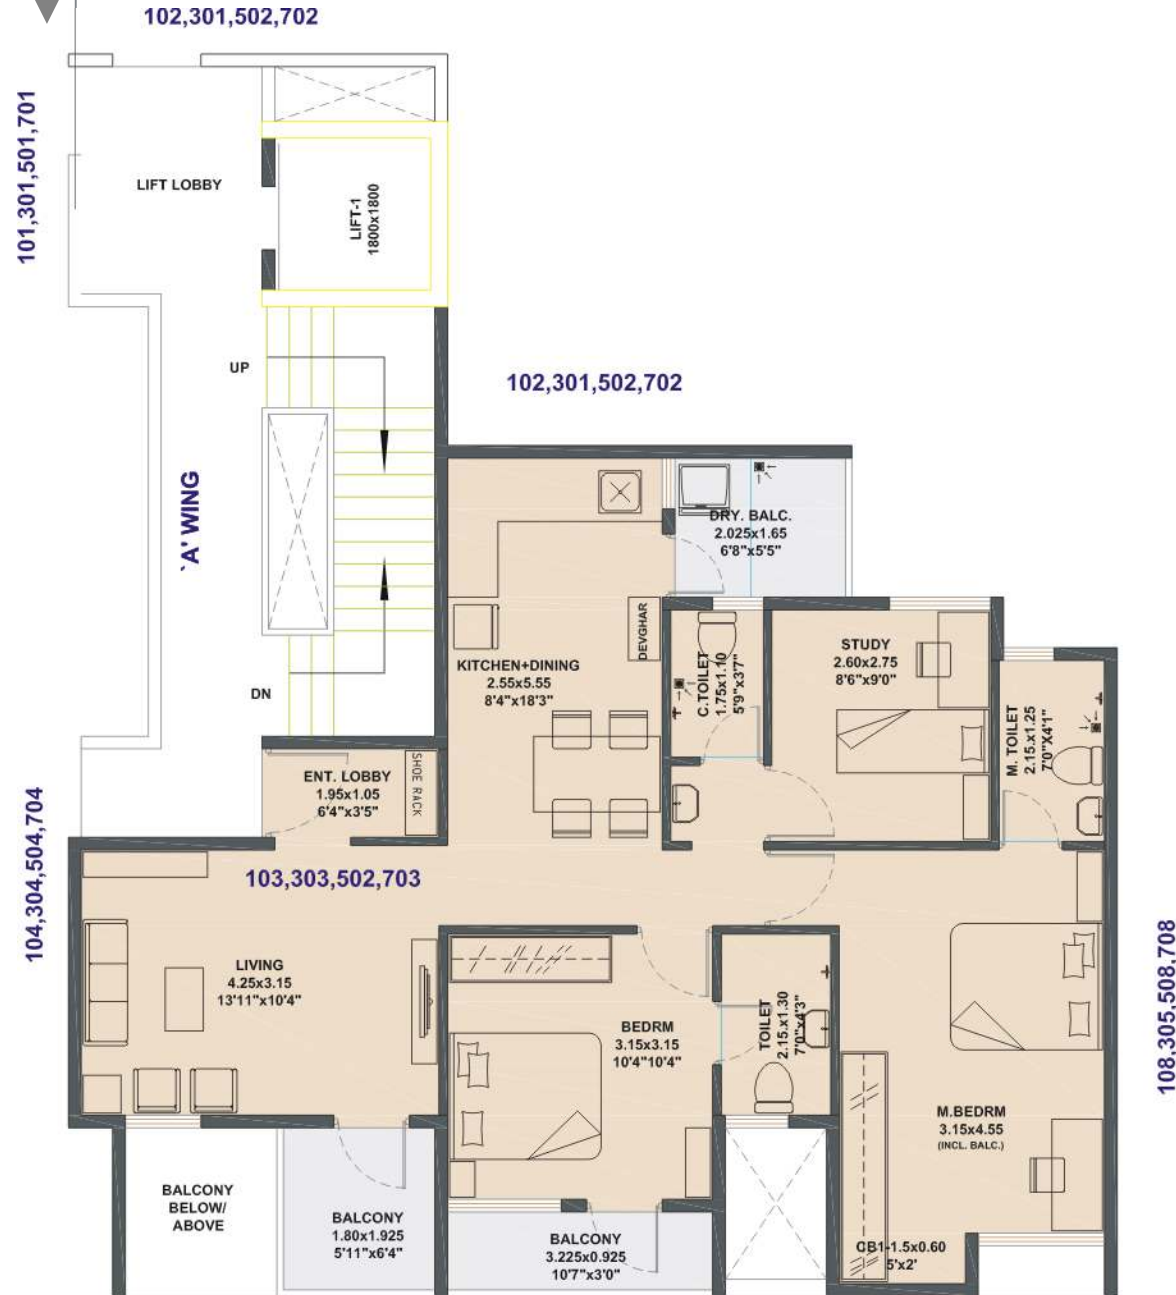 102,301,502,702
101,301,501,701
LIFT LOBBY
LIFT-1
1800x1800
UP
102,301,502,702
`A' WING
DN
DRY. BALC.
2.025x1.65
6'8"x5'5"
DEVGHAR
KITCHEN+DINING
2.55x5.55
8'4"x18'3"
C.TOILET
1.75x1.10
5'9"x3'7"
STUDY
2.60x2.75
8'6"x9'0"
M. TOILET
2.15x1.25
7'0"X4'1"
ENT. LOBBY
1.95x1.05
6'4"x3'5"
SHOE RACK
104,304,504,704
103,303,502,703
LIVING
4.25x3.15
13'11"x10'4"
BEDRM
3.15x3.15
10'4"10'4"
TOILET
2.15.x1.30
7'0"x4'3"
108,305,508,708
M.BEDRM
3.15x4.55
(INCL. BALC.)
BALCONY
BELOW/
ABOVE
BALCONY
1.80x1.925
5'11"x6'4"
BALCONY
3.225x0.925
10'7"x3'0"
CB1-1.5x0.60
5'x2'